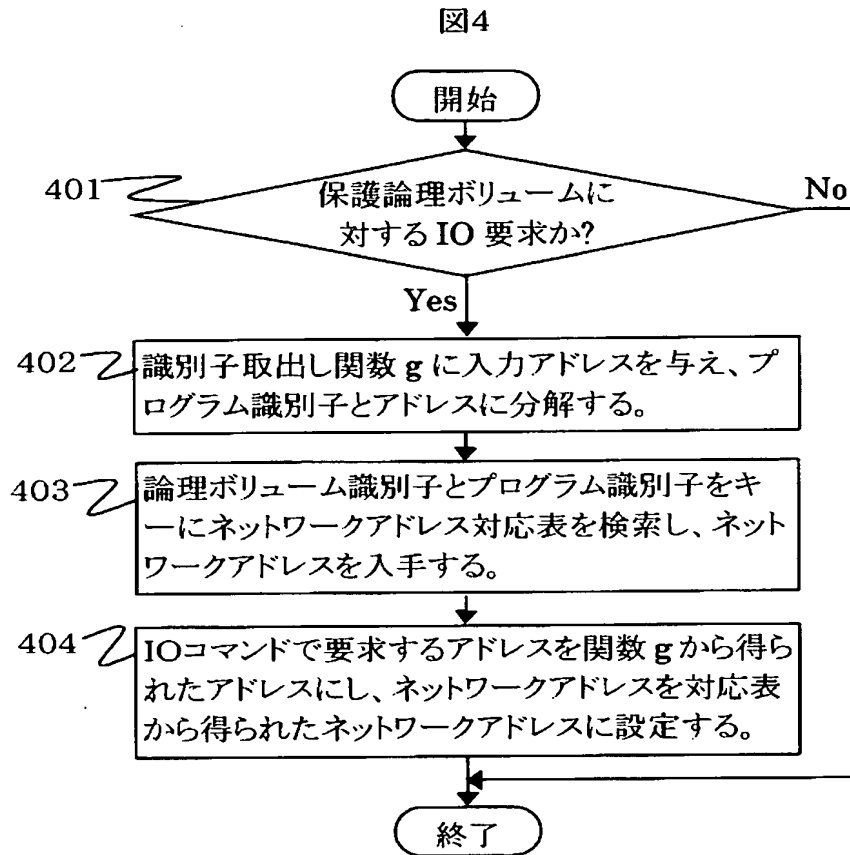 図4
開始
401
保護論理ボリュームに
対する IO 要求か?
No
Yes
402
識別子取出し関数 g に入力アドレスを与え、プ
ログラム識別子とアドレスに分解する。
403
論理ボリューム識別子とプログラム識別子をキ
ーにネットワークアドレス対応表を検索し、ネット
ワークアドレスを入手する。
404
IOコマンドで要求するアドレスを関数 g から得ら
れたアドレスにし、ネットワークアドレスを対応表
から得られたネットワークアドレスに設定する。
終了